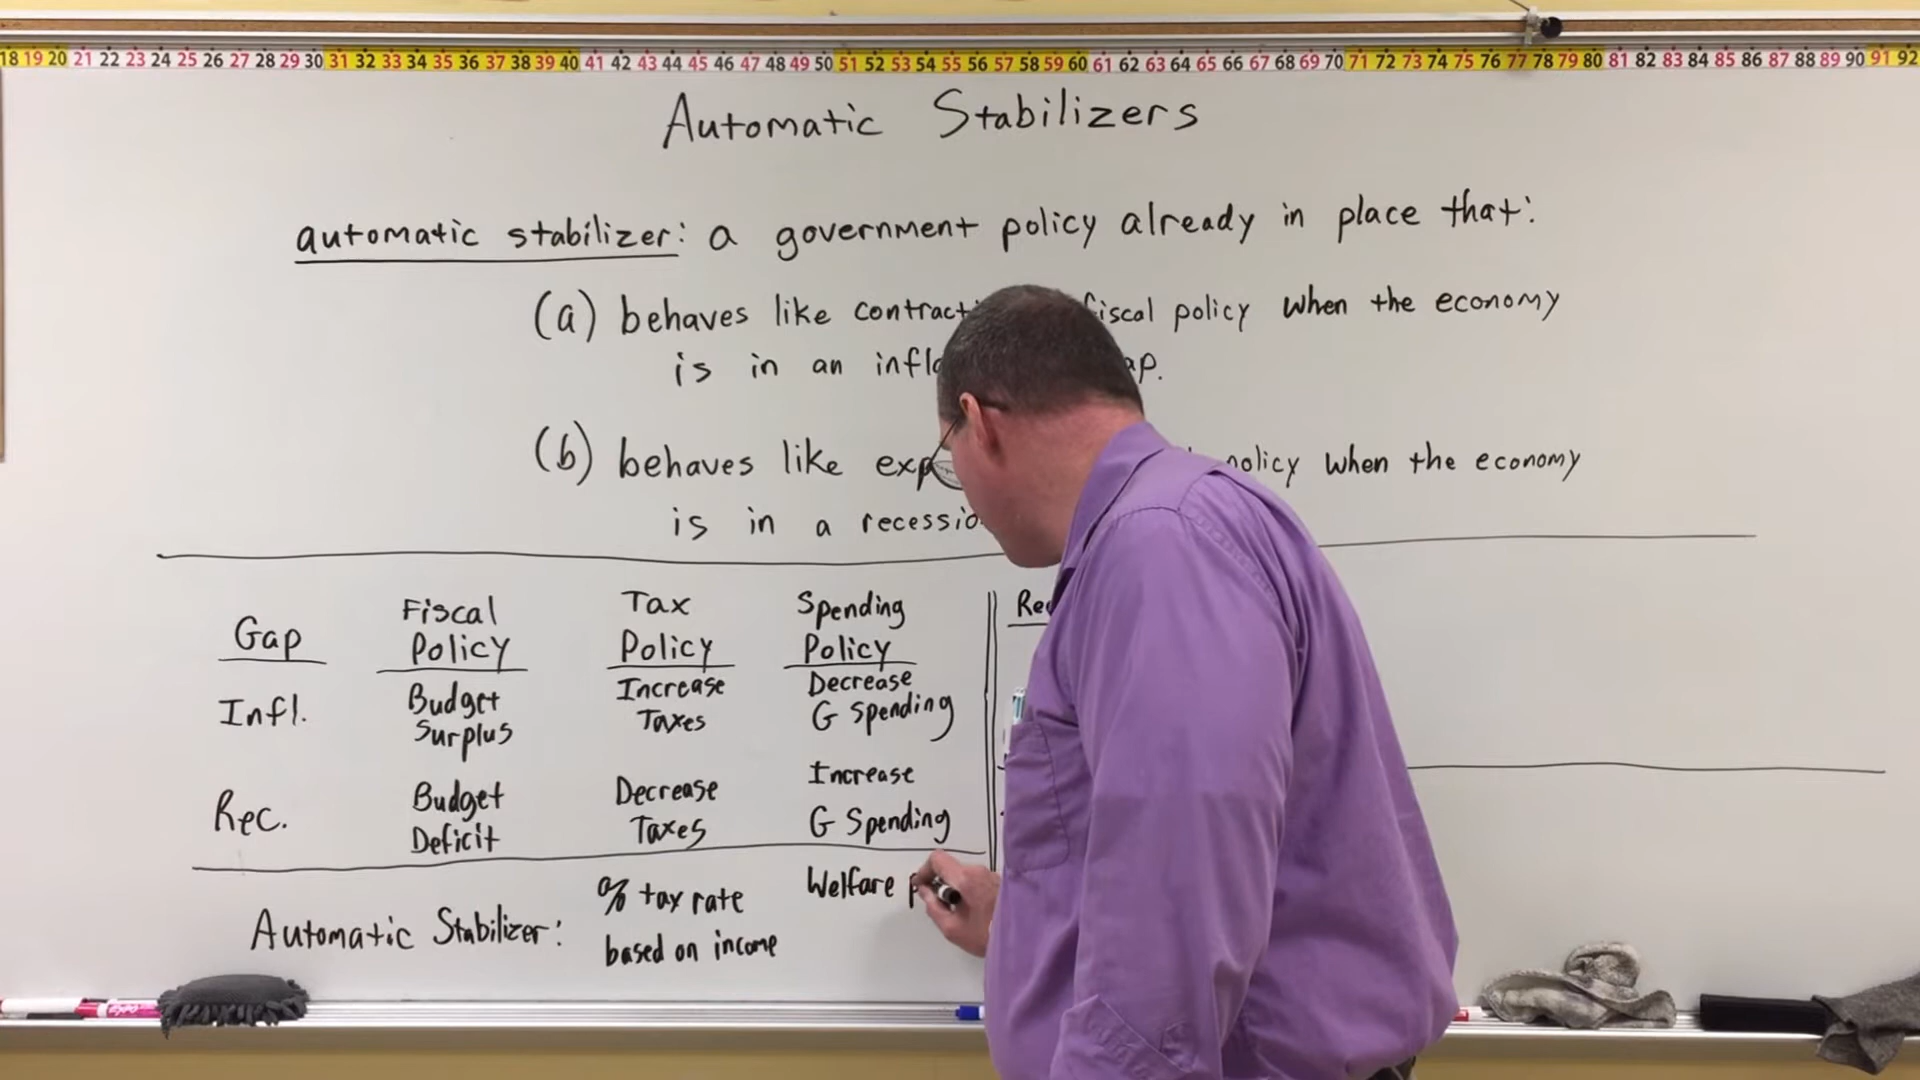 18 19 20 21 22 23 24 25 26 27 28 29 30 31 32 33 34 35 36 37 38 39 40 41 42 43 44 45 46 47 48 49 50 51 52 53 54 55 56 57 58 59 60 61 62 63 64 65 66 67 68 69 70 71 72 73 74 75 76 77 78 79 80 81 82 83 84 85 86 87 88 89 90 91 92
Automatic Stabilizers
automatic stabilizer: a government policy already in place that:
(a) behaves like policy when the economy
is in an
(b) behaves like policy when the economy
is in a
Gap
Fiscal
Policy
Tax
Policy
Spending
Policy
Infl.
Budget
Surplus
Increase
Taxes
Decrease
G Spending
Rec.
Budget
Deficit
Decrease
Taxes
Increase
G Spending
Automatic Stabilizer:
% tax rate
based on income
Welfare